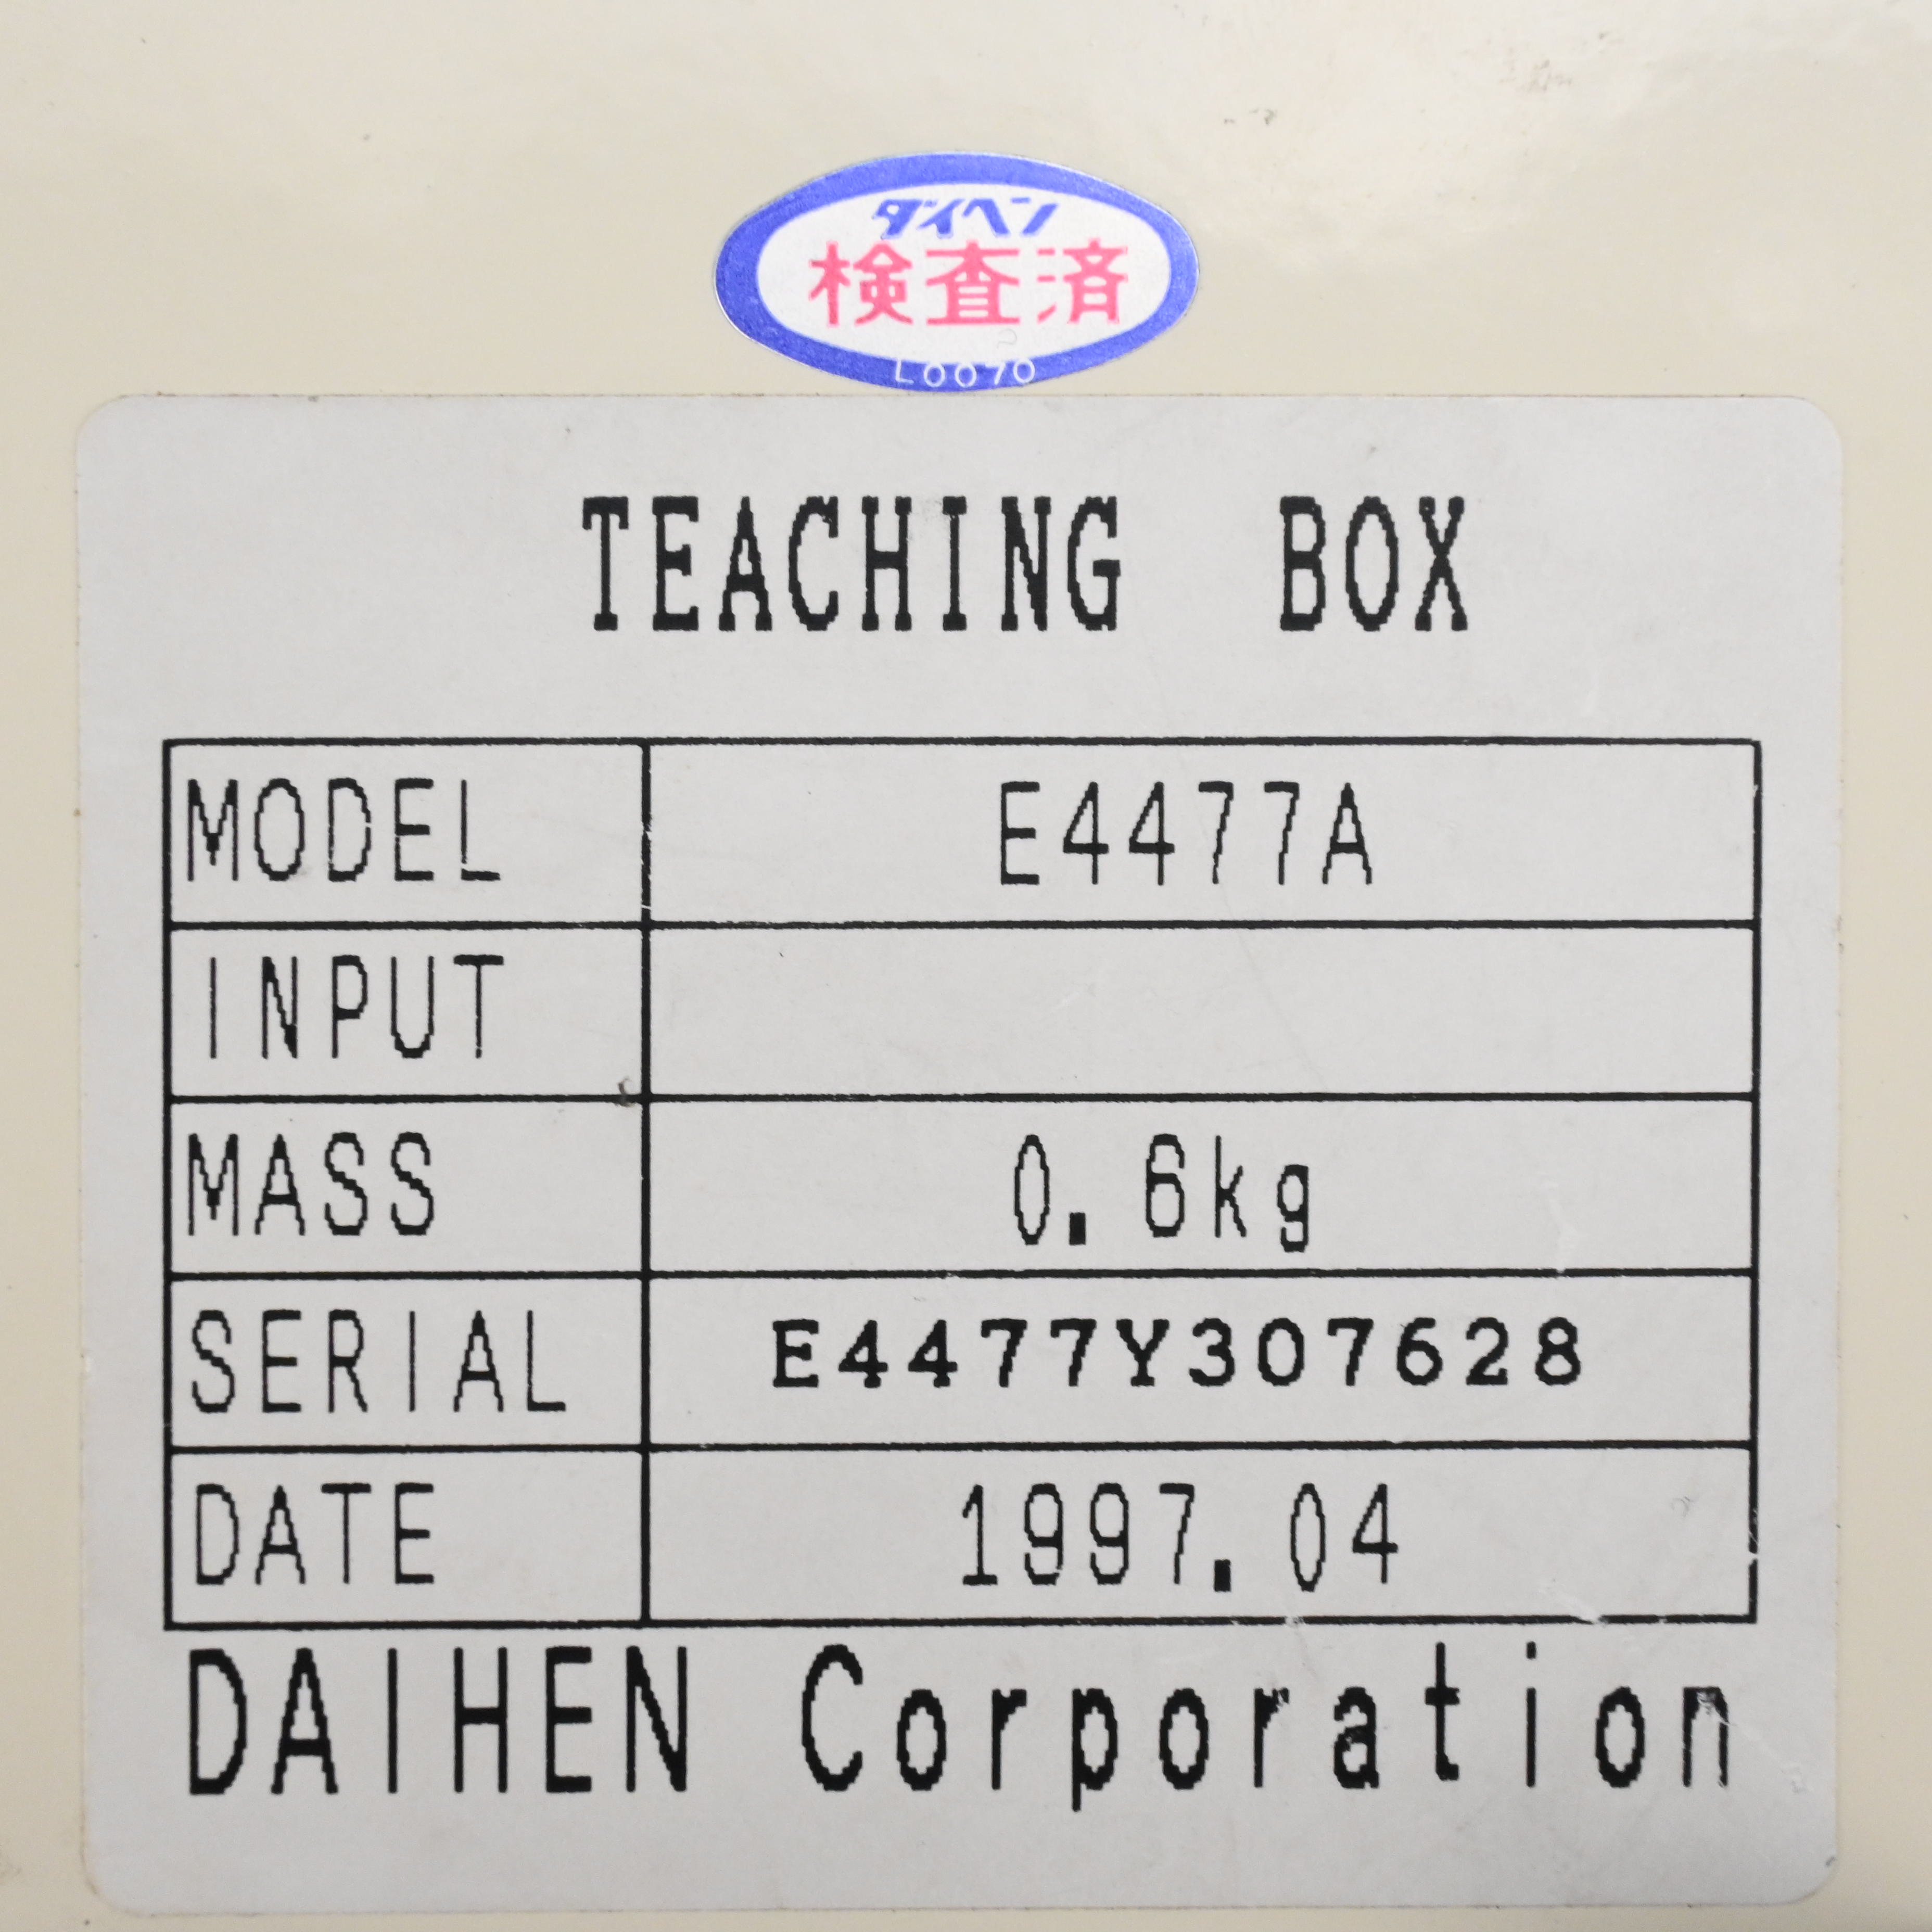 ダイヘン
検査済
L0070
TEACHING BOX
MODEL E4477A
INPUT
MASS 0.6kg
SERIAL E4477Y307628
DATE 1997.04
DAIHEN Corporation